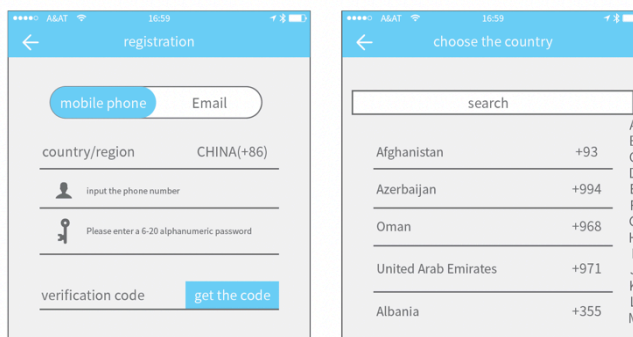 A&AT 16:59
registration
mobile phone Email
country/region CHINA(+86)
input the phone number
Please enter a 6-20 alphanumeric password
verification code get the code
A&AT 16:59
choose the country
search
Afghanistan +93
Azerbaijan +994
Oman +968
United Arab Emirates +971
Albania +355